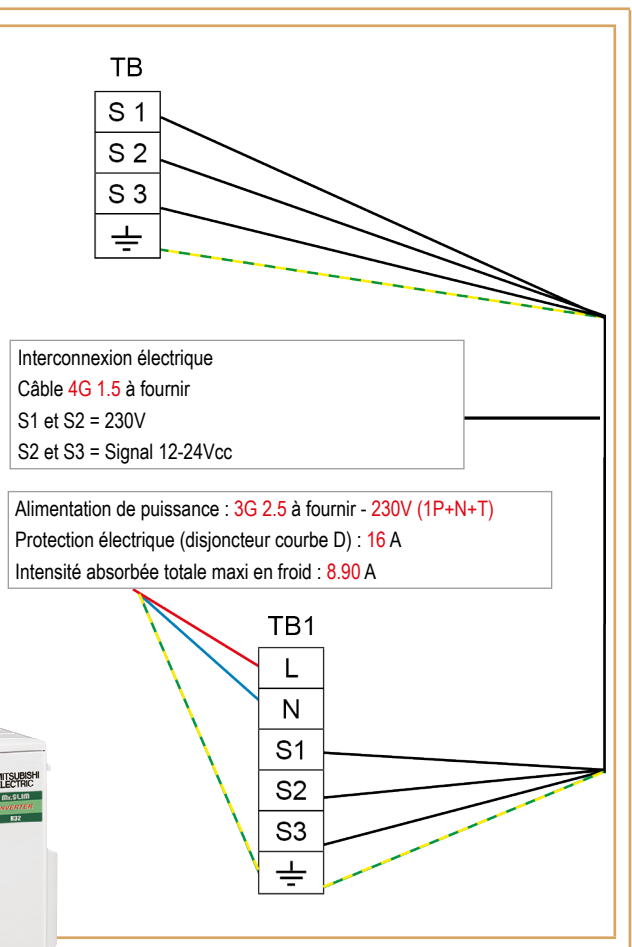 TB
S 1
S 2
S 3
Interconnexion électrique
Câble 4G 1.5 à fournir
S1 et S2 = 230V
S2 et S3 = Signal 12-24Vcc
Alimentation de puissance : 3G 2.5 à fournir - 230V (1P+N+T)
Protection électrique (disjoncteur courbe D) : 16 A
Intensité absorbée totale maxi en froid : 8.90 A
TB1
L
N
S1
S2
S3
MITSUBISHI
ELECTRIC
Mr.SLIM
INVERTER